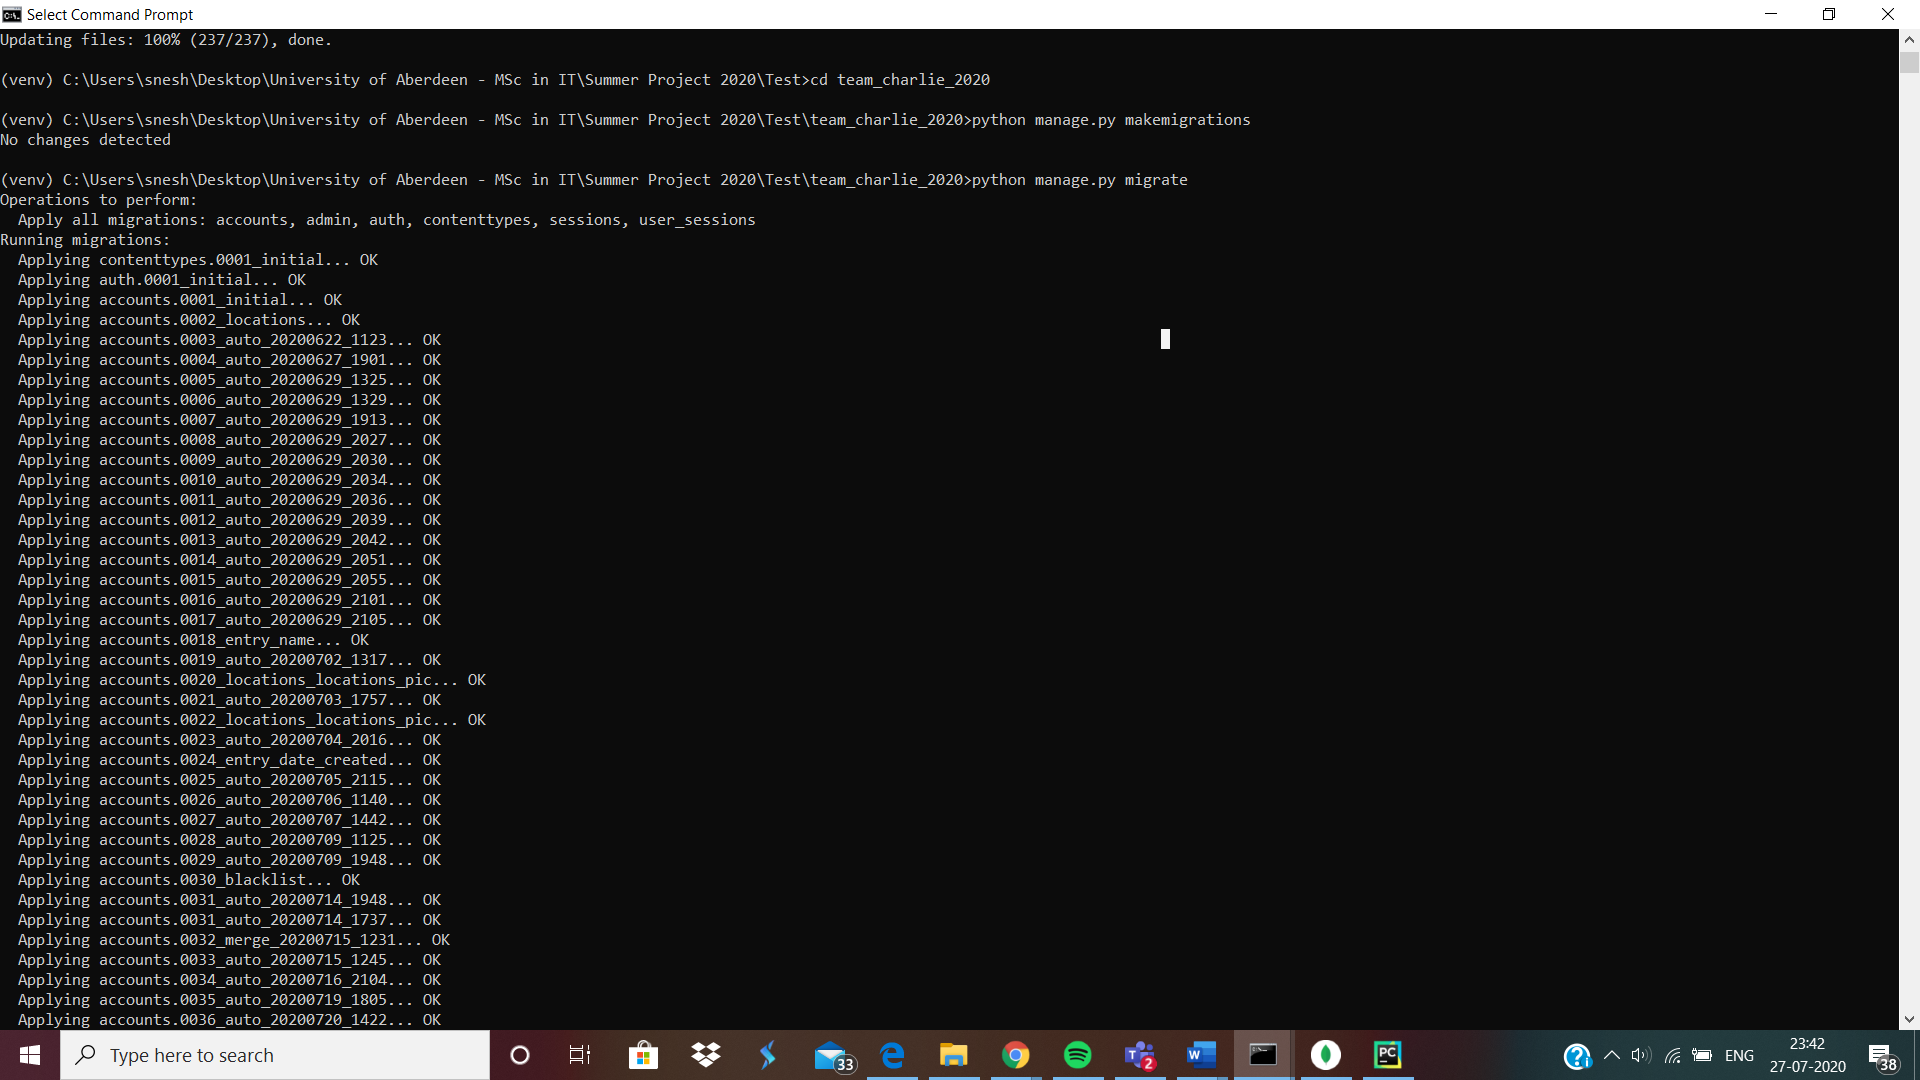 Select Command Prompt
Updating files: 100% (237/237), done.
(venv) C:\Users\snesh\Desktop\University of Aberdeen - MSc in IT\Summer Project 2020\Test>cd team_charlie_2020
(venv) C:\Users\snesh\Desktop\University of Aberdeen - MSc in IT\Summer Project 2020\Test\team_charlie_2020>python manage.py makemigrations
No changes detected
(venv) C:\Users\snesh\Desktop\University of Aberdeen - MSc in IT\Summer Project 2020\Test\team_charlie_2020>python manage.py migrate
Operations to perform:
  Apply all migrations: accounts, admin, auth, contenttypes, sessions, user_sessions
Running migrations:
  Applying contenttypes.0001_initial... OK
  Applying auth.0001_initial... OK
  Applying accounts.0001_initial... OK
  Applying accounts.0002_locations... OK
  Applying accounts.0003_auto_20200622_1123... OK
  Applying accounts.0004_auto_20200627_1901... OK
  Applying accounts.0005_auto_20200629_1325... OK
  Applying accounts.0006_auto_20200629_1329... OK
  Applying accounts.0007_auto_20200629_1913... OK
  Applying accounts.0008_auto_20200629_2027... OK
  Applying accounts.0009_auto_20200629_2030... OK
  Applying accounts.0010_auto_20200629_2034... OK
  Applying accounts.0011_auto_20200629_2036... OK
  Applying accounts.0012_auto_20200629_2039... OK
  Applying accounts.0013_auto_20200629_2042... OK
  Applying accounts.0014_auto_20200629_2051... OK
  Applying accounts.0015_auto_20200629_2055... OK
  Applying accounts.0016_auto_20200629_2101... OK
  Applying accounts.0017_auto_20200629_2105... OK
  Applying accounts.0018_entry_name... OK
  Applying accounts.0019_auto_20200702_1317... OK
  Applying accounts.0020_locations_locations_pic... OK
  Applying accounts.0021_auto_20200703_1757... OK
  Applying accounts.0022_locations_locations_pic... OK
  Applying accounts.0023_auto_20200704_2016... OK
  Applying accounts.0024_entry_date_created... OK
  Applying accounts.0025_auto_20200705_2115... OK
  Applying accounts.0026_auto_20200706_1140... OK
  Applying accounts.0027_auto_20200707_1442... OK
  Applying accounts.0028_auto_20200709_1125... OK
  Applying accounts.0029_auto_20200709_1948... OK
  Applying accounts.0030_blacklist... OK
  Applying accounts.0031_auto_20200714_1948... OK
  Applying accounts.0031_auto_20200714_1737... OK
  Applying accounts.0032_merge_20200715_1231... OK
  Applying accounts.0033_auto_20200715_1245... OK
  Applying accounts.0034_auto_20200716_2104... OK
  Applying accounts.0035_auto_20200719_1805... OK
  Applying accounts.0036_auto_20200720_1422... OK
Type here to search
33
2
W
PC
ENG
23:42
27-07-2020
38